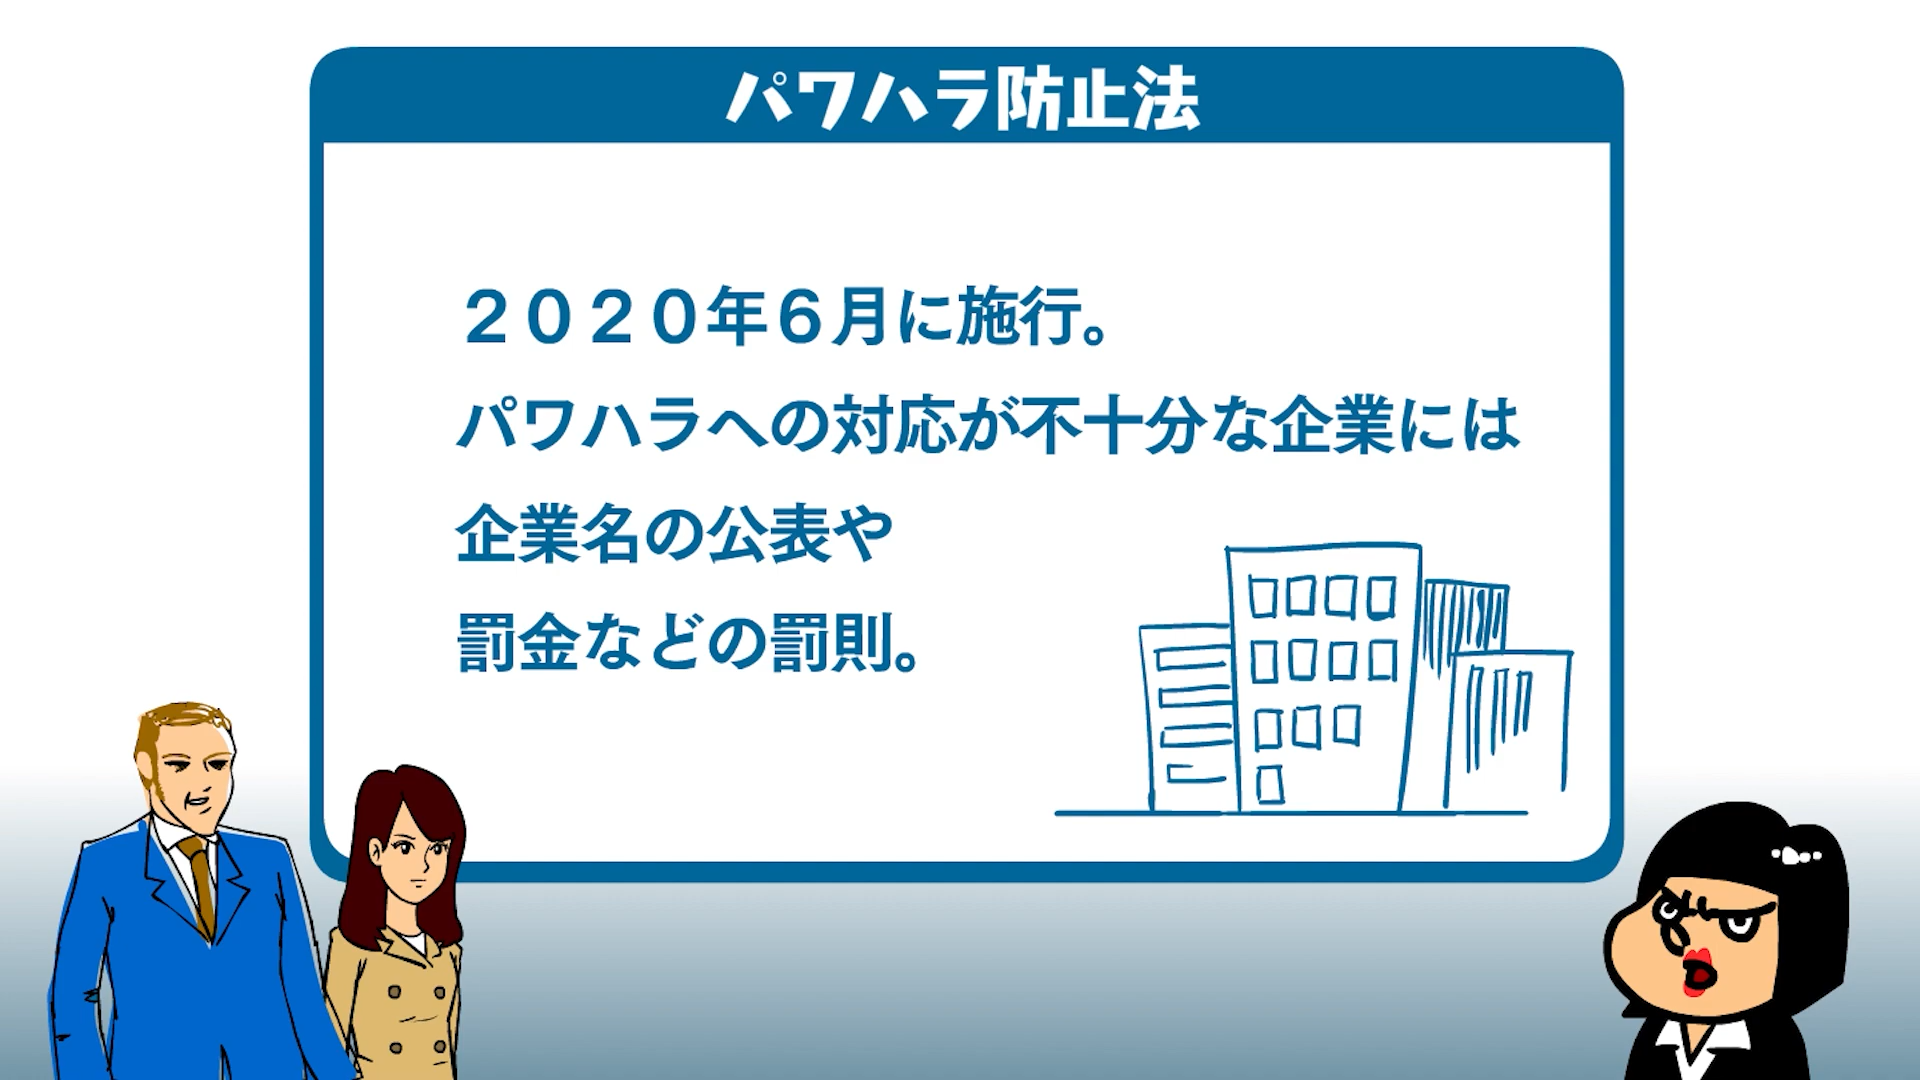 パワハラ防止法
２０２０年６月に施行。
パワハラへの対応が不十分な企業には
企業名の公表や
罰金などの罰則。